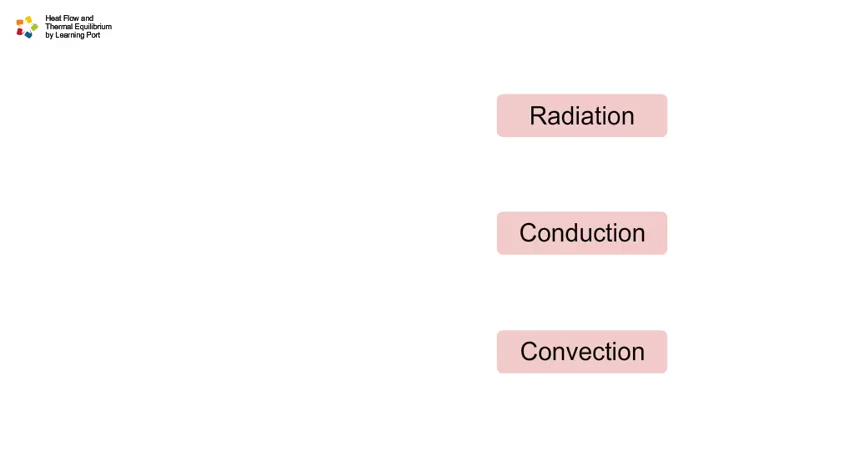 Heat Flow and
Thermal Equilibrium
by Learning Port
Radiation
Conduction
Convection